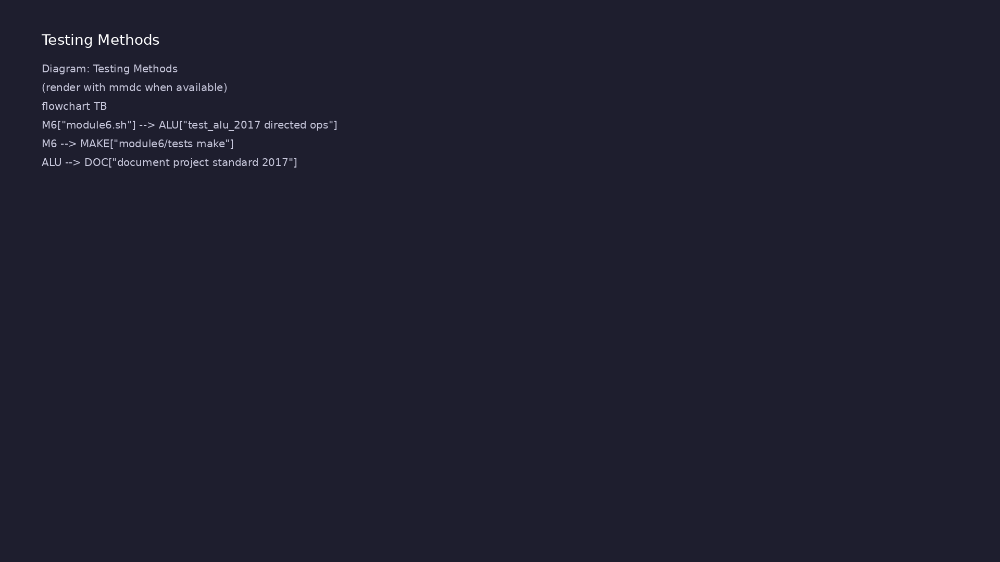 Testing Methods
Diagram: Testing Methods
(render with mmdc when available)
flowchart TB
M6["module6.sh"] --> ALU["test_alu_2017 directed ops"]
M6 --> MAKE["module6/tests make"]
ALU --> DOC["document project standard 2017"]